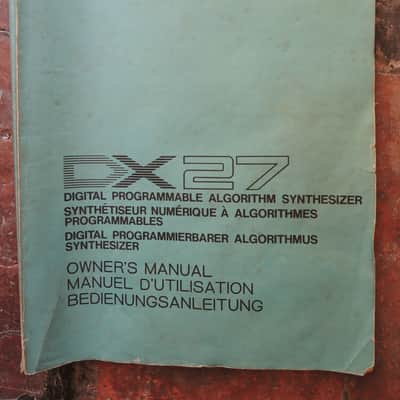 DX27
DIGITAL PROGRAMMABLE ALGORITHM SYNTHESIZER
SYNTHÉTISEUR NUMÉRIQUE À ALGORITHMES
PROGRAMMABLES
DIGITAL PROGRAMMIERBARER ALGORITHMUS
SYNTHESIZER
OWNER'S MANUAL
MANUEL D'UTILISATION
BEDIENUNGSANLEITUNG